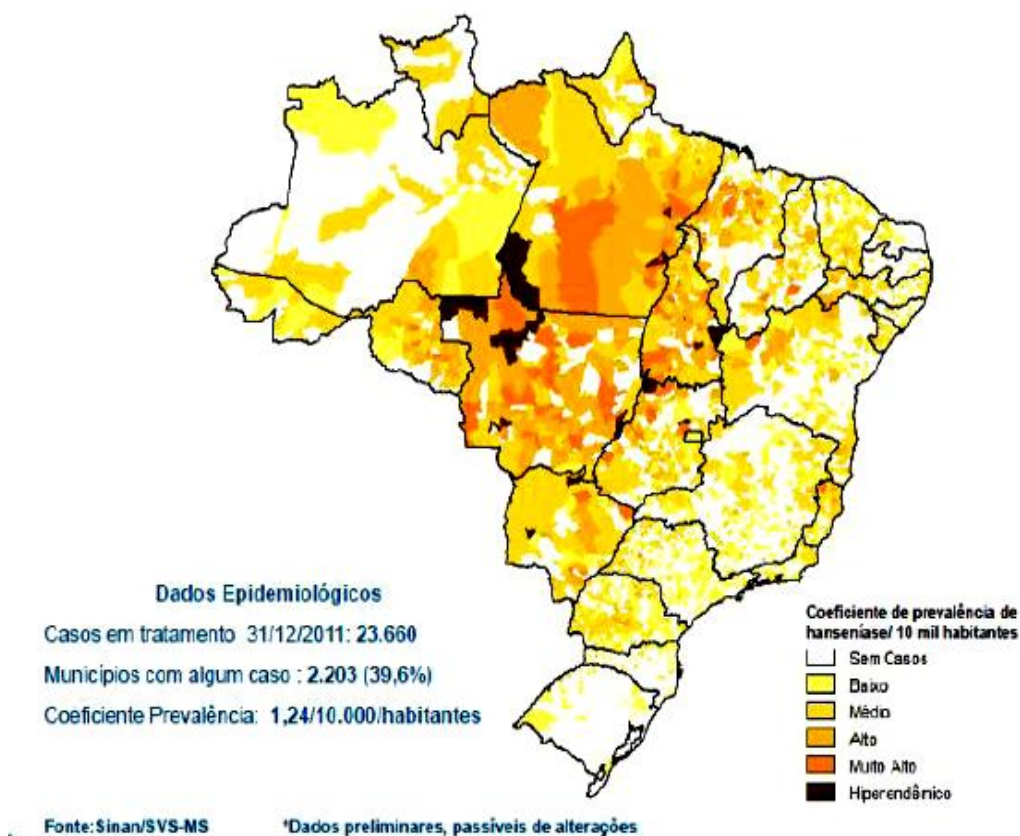 Dados Epidemiológicos
Casos em tratamento 31/12/2011: 23.660
Municípios com algum caso : 2.203 (39,6%)
Coeficiente Prevalência: 1,24/10.000/habitantes
Coeficiente de prevalência de
hanseníase/ 10 mil habitantes
Sem Casos
Baixo
Médio
Alto
Muito Alto
Hiperendêmico
Fonte:Sinan/SVS-MS *Dados preliminares, passíveis de alterações